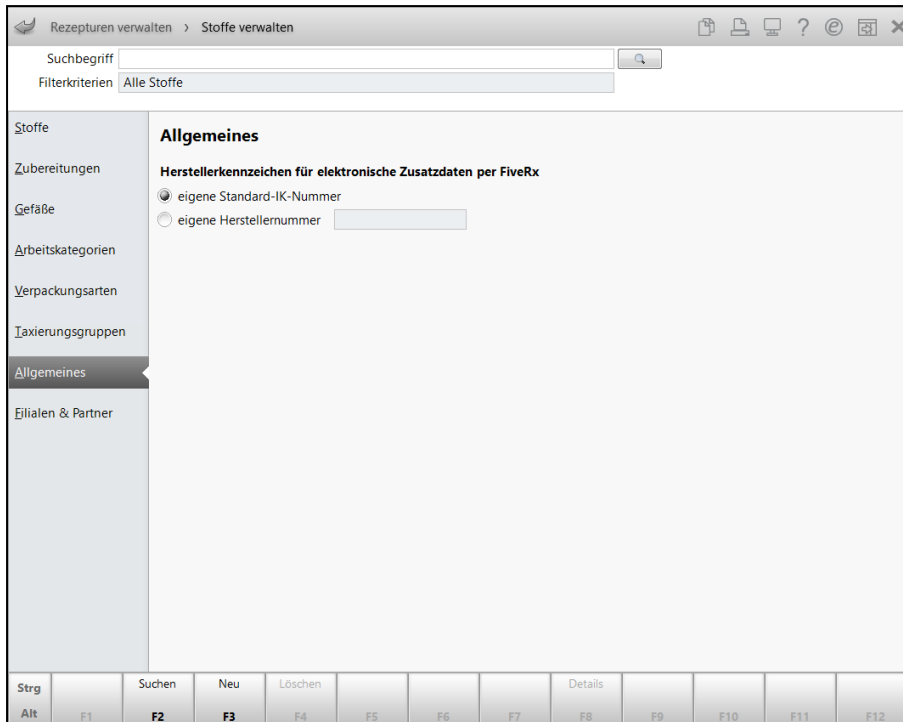 Rezepturen verwalten › Stoffe verwalten
Suchbegriff
Filterkriterien Alle Stoffe
Stoffe
Zubereitungen
Gefäße
Arbeitskategorien
Verpackungsarten
Taxierungsgruppen
Allgemeines
Filialen & Partner
Allgemeines
Herstellerkennzeichen für elektronische Zusatzdaten per FiveRx
eigene Standard-IK-Nummer
eigene Herstellernummer
Strg Suchen Neu Löschen Details
Alt F1 F2 F3 F4 F5 F6 F7 F8 F9 F10 F11 F12